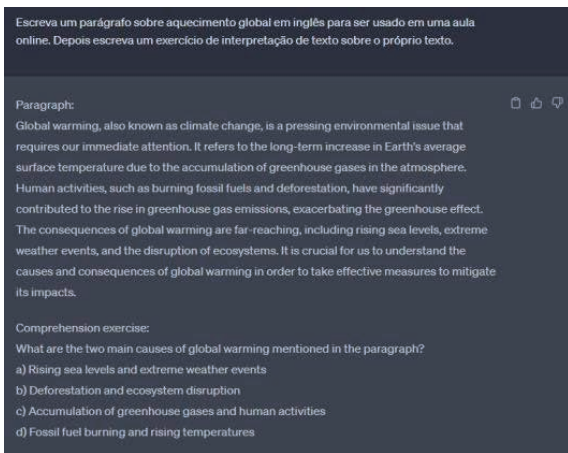 Escreva um parágrafo sobre aquecimento global em inglês para ser usado em uma aula
online. Depois escreva um exercício de interpretação de texto sobre o próprio texto.
Paragraph:
Global warming, also known as climate change, is a pressing environmental issue that
requires our immediate attention. It refers to the long-term increase in Earth's average
surface temperature due to the accumulation of greenhouse gases in the atmosphere.
Human activities, such as burning fossil fuels and deforestation, have significantly
contributed to the rise in greenhouse gas emissions, exacerbating the greenhouse effect.
The consequences of global warming are far-reaching, including rising sea levels, extreme
weather events, and the disruption of ecosystems. It is crucial for us to understand the
causes and consequences of global warming in order to take effective measures to mitigate
its impacts.
Comprehension exercise:
What are the two main causes of global warming mentioned in the paragraph?
a) Rising sea levels and extreme weather events
b) Deforestation and ecosystem disruption
c) Accumulation of greenhouse gases and human activities
d) Fossil fuel burning and rising temperatures